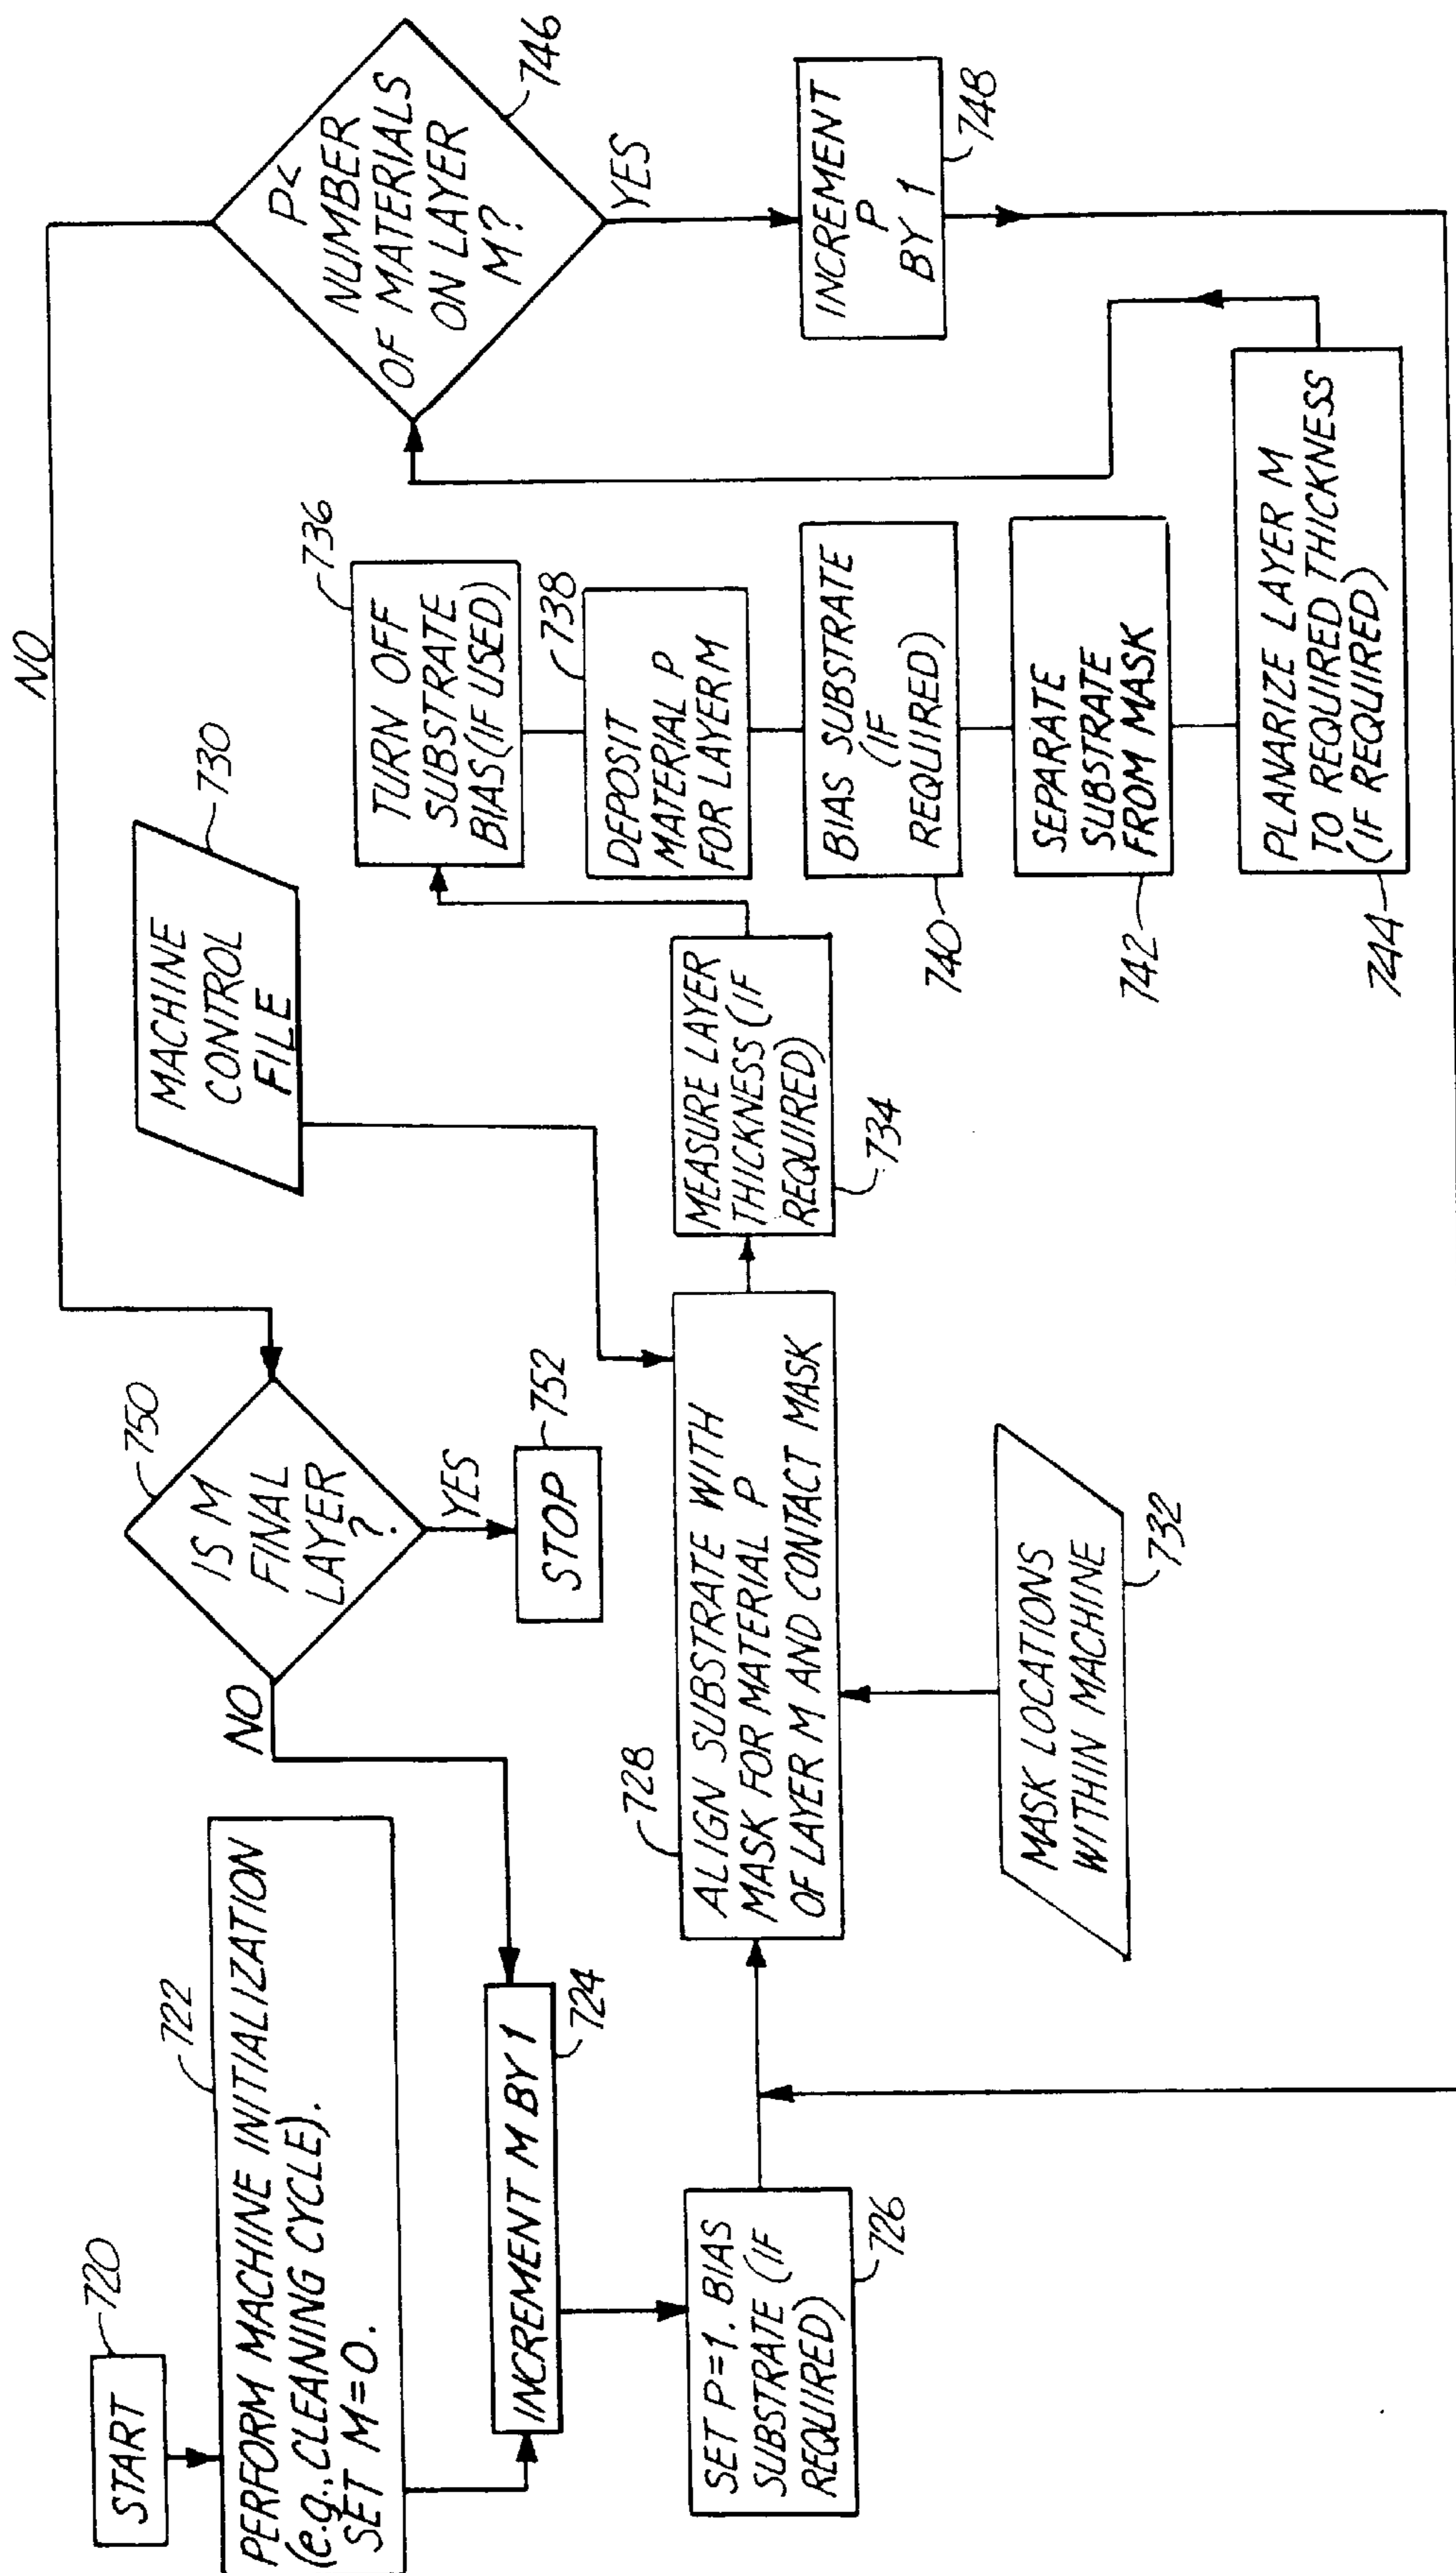 START
720
PERFORM MACHINE INITIALIZATION
(e.g., CLEANING CYCLE).
SET M=0.
722
INCREMENT M BY 1
724
SET P=1. BIAS
SUBSTRATE (IF
REQUIRED)
726
ALIGN SUBSTRATE WITH
MASK FOR MATERIAL P
OF LAYER M AND CONTACT MASK
728
MACHINE
CONTROL
FILE
730
MASK LOCATIONS
WITHIN MACHINE
732
MEASURE LAYER
THICKNESS (IF
REQUIRED)
734
TURN OFF
SUBSTRATE
BIAS (IF USED)
736
DEPOSIT
MATERIAL P
FOR LAYER M
738
BIAS SUBSTRATE
(IF
REQUIRED)
740
SEPARATE
SUBSTRATE
FROM MASK
742
PLANARIZE LAYER M
TO REQUIRED THICKNESS
(IF REQUIRED)
744
P<
NUMBER
OF MATERIALS
ON LAYER
M?
746
YES
INCREMENT
P
BY 1
748
NO
IS M
FINAL
LAYER
?
750
YES
STOP
752
NO